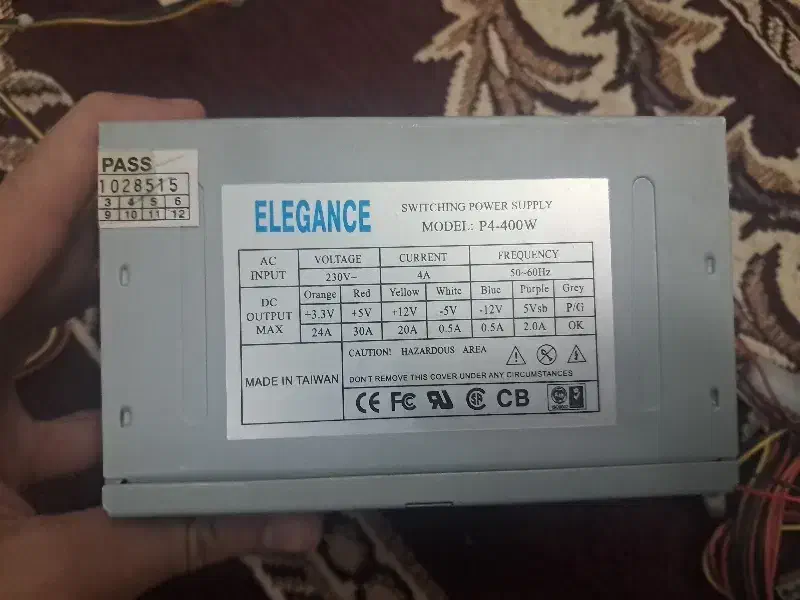 PASS
1028515
3 4 5 6
9 10 11 12
ELEGANCE
SWITCHING POWER SUPPLY
MODEL: P4-400W
AC INPUT VOLTAGE CURRENT FREQUENCY
230V~ 4A 50~60Hz
DC OUTPUT MAX Orange Red Yellow White Blue Purple Grey
+3.3V +5V +12V -5V -12V 5Vsb P/G
24A 30A 20A 0.5A 0.5A 2.0A OK
MADE IN TAIWAN
CAUTION! HAZARDOUS AREA
DON'T REMOVE THIS COVER UNDER ANY CIRCUMSTANCES
CE FC UR SA CB